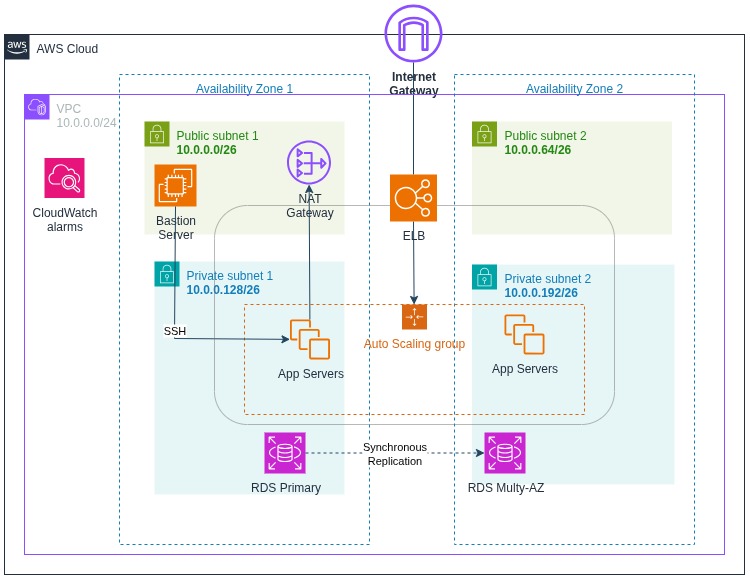 aws
AWS Cloud
Internet
Gateway
Availability Zone 1
Availability Zone 2
VPC
10.0.0.0/24
Public subnet 1
10.0.0.0/26
Public subnet 2
10.0.0.64/26
CloudWatch
alarms
Bastion
Server
NAT
Gateway
ELB
Private subnet 1
10.0.0.128/26
Private subnet 2
10.0.0.192/26
SSH
Auto Scaling group
App Servers
App Servers
Synchronous
Replication
RDS Primary
RDS Multy-AZ